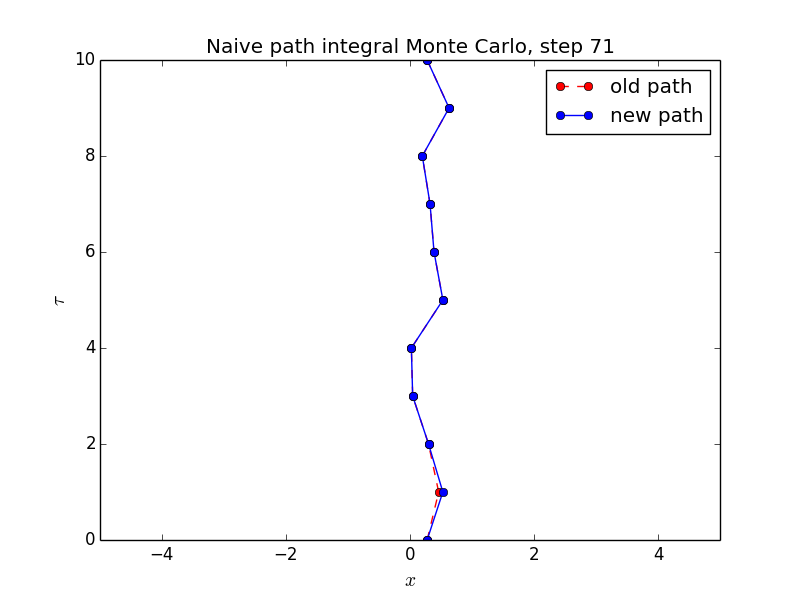 Naive path integral Monte Carlo, step 71
10
old path
new path
8
6
τ
4
2
0
−4 −2 0 2 4
x